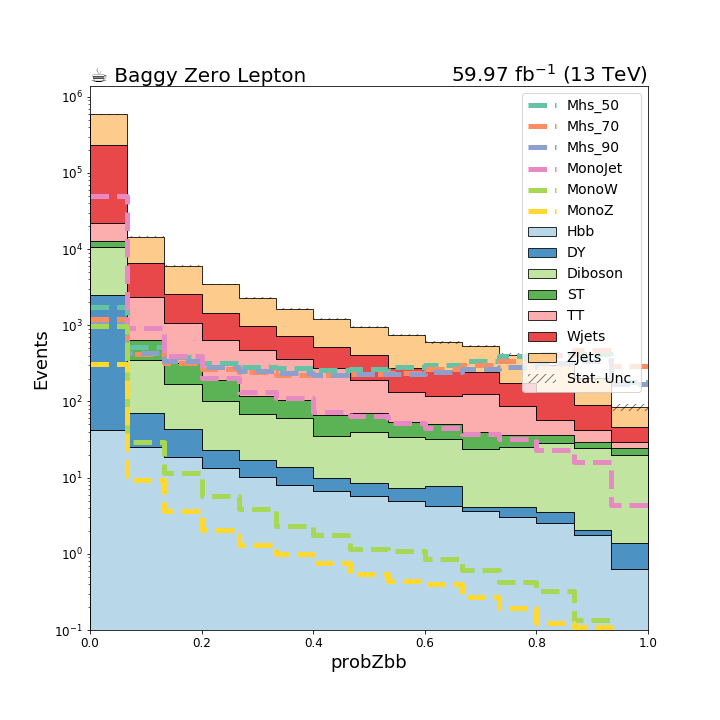 ☕ Baggy Zero Lepton 59.97 fb⁻¹ (13 TeV)
Events
10⁶
10⁵
10⁴
10³
10²
10¹
10⁰
10⁻¹
Mhs_50
Mhs_70
Mhs_90
MonoJet
MonoW
MonoZ
Hbb
DY
Diboson
ST
TT
Wjets
ZJets
Stat. Unc.
0.0 0.2 0.4 0.6 0.8 1.0
probZbb